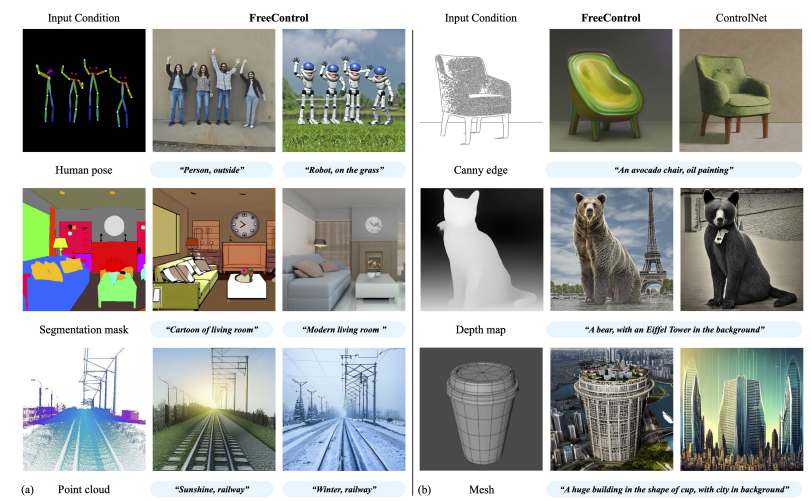 Input Condition
FreeControl
Human pose
“Person, outside”
“Robot, on the grass”
Segmentation mask
“Cartoon of living room”
“Modern living room ”
(a)
Point cloud
“Sunshine, railway”
“Winter, railway”
Input Condition
FreeControl
ControlNet
Canny edge
“An avocado chair, oil painting”
Depth map
“A bear, with an Eiffel Tower in the background”
(b)
Mesh
“A huge building in the shape of cup, with city in background”